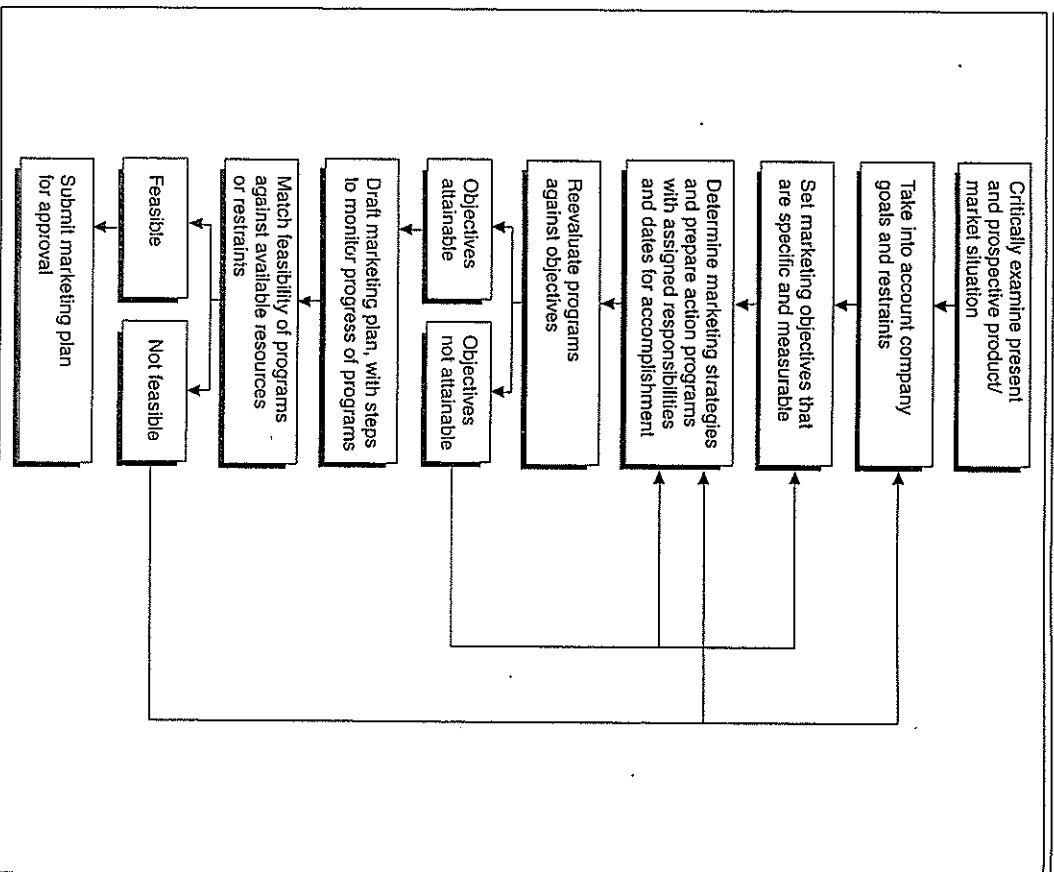 Critically examine present
and prospective product/
market situation
Take into account company
goals and restraints
Set marketing objectives that
are specific and measurable
Determine marketing strategies
and prepare action programs
with assigned responsibilities
and dates for accomplishment
Reevaluate programs
against objectives
Objectives
attainable
Objectives
not attainable
Draft marketing plan, with steps
to monitor progress of programs
Match feasibility of programs
against available resources
or restraints
Feasible
Not feasible
Submit marketing plan
for approval